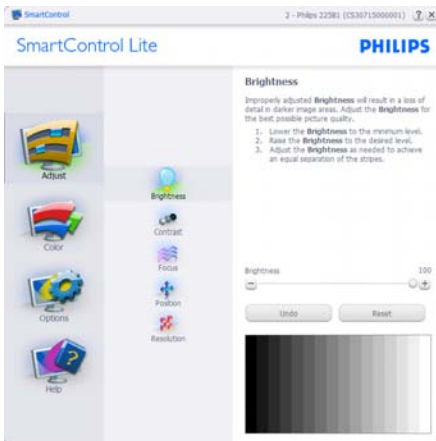 SmartControl
2 - Philips 225B1 (CS30715000001)
SmartControl Lite
PHILIPS
Adjust
Color
Options
Help
Brightness
Contrast
Focus
Position
Resolution
Brightness
Improperly adjusted Brightness will result in a loss of
detail in darker image areas. Adjust the Brightness for
the best possible picture quality.
1. Lower the Brightness to the minimum level.
2. Raise the Brightness to the desired level.
3. Adjust the Brightness as needed to achieve
an equal separation of the stripes.
Brightness 100
Undo Reset